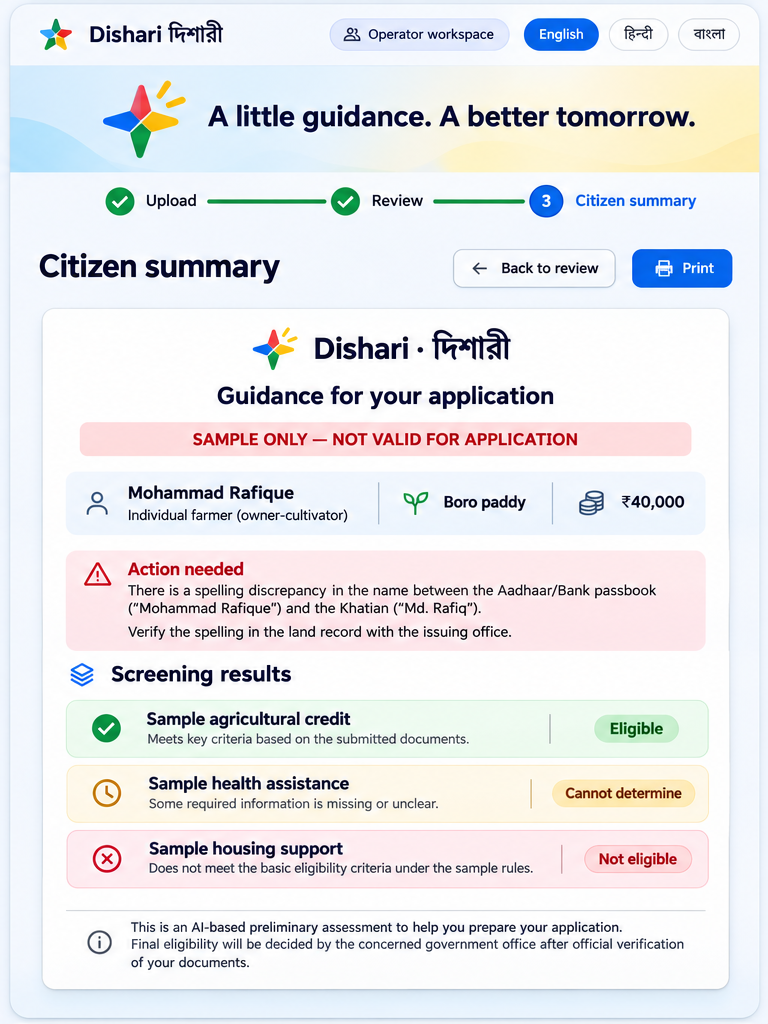 Dishari দিশারী
Operator workspace
English
हिन्दी
বাংলা
A little guidance. A better tomorrow.
Upload
Review
3
Citizen summary
Citizen summary
Back to review
Print
Dishari · দিশারী
Guidance for your application
SAMPLE ONLY — NOT VALID FOR APPLICATION
Mohammad Rafique
Individual farmer (owner-cultivator)
Boro paddy
₹40,000
Action needed
There is a spelling discrepancy in the name between the Aadhaar/Bank passbook
(“Mohammad Rafique”) and the Khatian (“Md. Rafiq”).
Verify the spelling in the land record with the issuing office.
Screening results
Sample agricultural credit
Meets key criteria based on the submitted documents.
Eligible
Sample health assistance
Some required information is missing or unclear.
Cannot determine
Sample housing support
Does not meet the basic eligibility criteria under the sample rules.
Not eligible
This is an AI-based preliminary assessment to help you prepare your application.
Final eligibility will be decided by the concerned government office after official verification
of your documents.